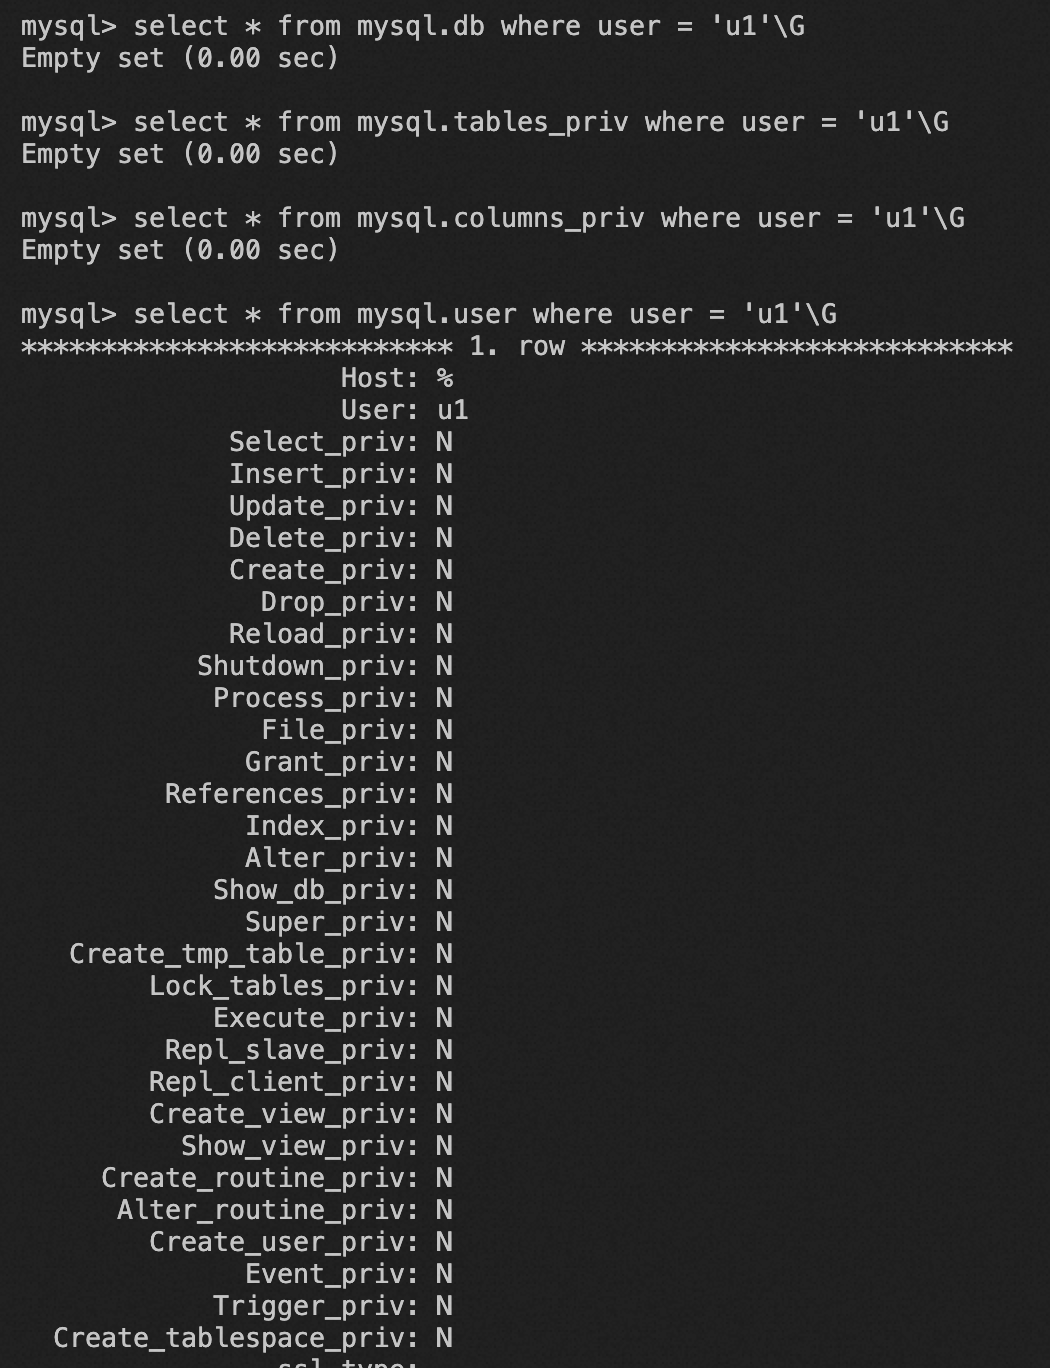 mysql> select * from mysql.db where user = 'u1'\G
Empty set (0.00 sec)
mysql> select * from mysql.tables_priv where user = 'u1'\G
Empty set (0.00 sec)
mysql> select * from mysql.columns_priv where user = 'u1'\G
Empty set (0.00 sec)
mysql> select * from mysql.user where user = 'u1'\G
*************************** 1. row ***************************
Host: %
User: u1
Select_priv: N
Insert_priv: N
Update_priv: N
Delete_priv: N
Create_priv: N
Drop_priv: N
Reload_priv: N
Shutdown_priv: N
Process_priv: N
File_priv: N
Grant_priv: N
References_priv: N
Index_priv: N
Alter_priv: N
Show_db_priv: N
Super_priv: N
Create_tmp_table_priv: N
Lock_tables_priv: N
Execute_priv: N
Repl_slave_priv: N
Repl_client_priv: N
Create_view_priv: N
Show_view_priv: N
Create_routine_priv: N
Alter_routine_priv: N
Create_user_priv: N
Event_priv: N
Trigger_priv: N
Create_tablespace_priv: N
ssl_type: